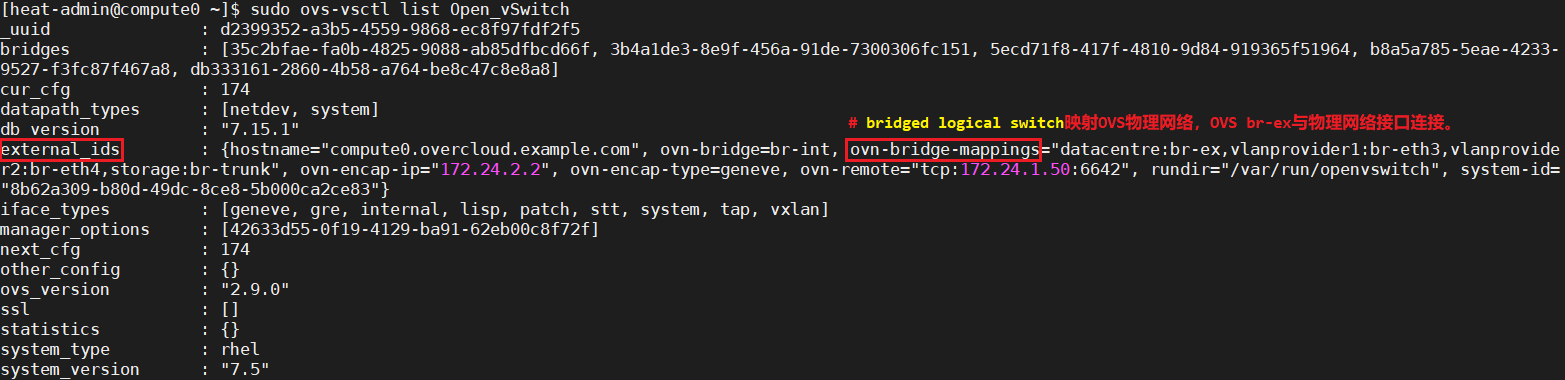 [heat-admin@compute0 ~]$ sudo ovs-vsctl list Open_vSwitch
_uuid               : d2399352-a3b5-4559-9868-ec8f97fdf2f5
bridges             : [35c2bfae-fa0b-4825-9088-ab85dfbcd66f, 3b4a1de3-8e9f-456a-91de-7300306fc151, 5ecd71f8-417f-4810-9d84-919365f51964, b8a5a785-5eae-4233-
9527-f3fc87f467a8, db333161-2860-4b58-a764-be8c47c8e8a8]
cur_cfg             : 174
datapath_types      : [netdev, system]
db_version          : "7.15.1"
# bridged logical switch映射OVS物理网络，OVS br-ex与物理网络接口连接。
external_ids        : {hostname="compute0.overcloud.example.com", ovn-bridge=br-int, ovn-bridge-mappings="datacentre:br-ex,vlanprovider1:br-eth3,vlanprovide
r2:br-eth4,storage:br-trunk", ovn-encap-ip="172.24.2.2", ovn-encap-type=geneve, ovn-remote="tcp:172.24.1.50:6642", rundir="/var/run/openvswitch", system-id=
"8b62a309-b80d-49dc-8ce8-5b000ca2ce83"}
iface_types         : [geneve, gre, internal, lisp, patch, stt, system, tap, vxlan]
manager_options     : [42633d55-0f19-4129-ba91-62eb00c8f72f]
next_cfg            : 174
other_config        : {}
ovs_version         : "2.9.0"
ssl                 : []
statistics          : {}
system_type         : rhel
system_version      : "7.5"